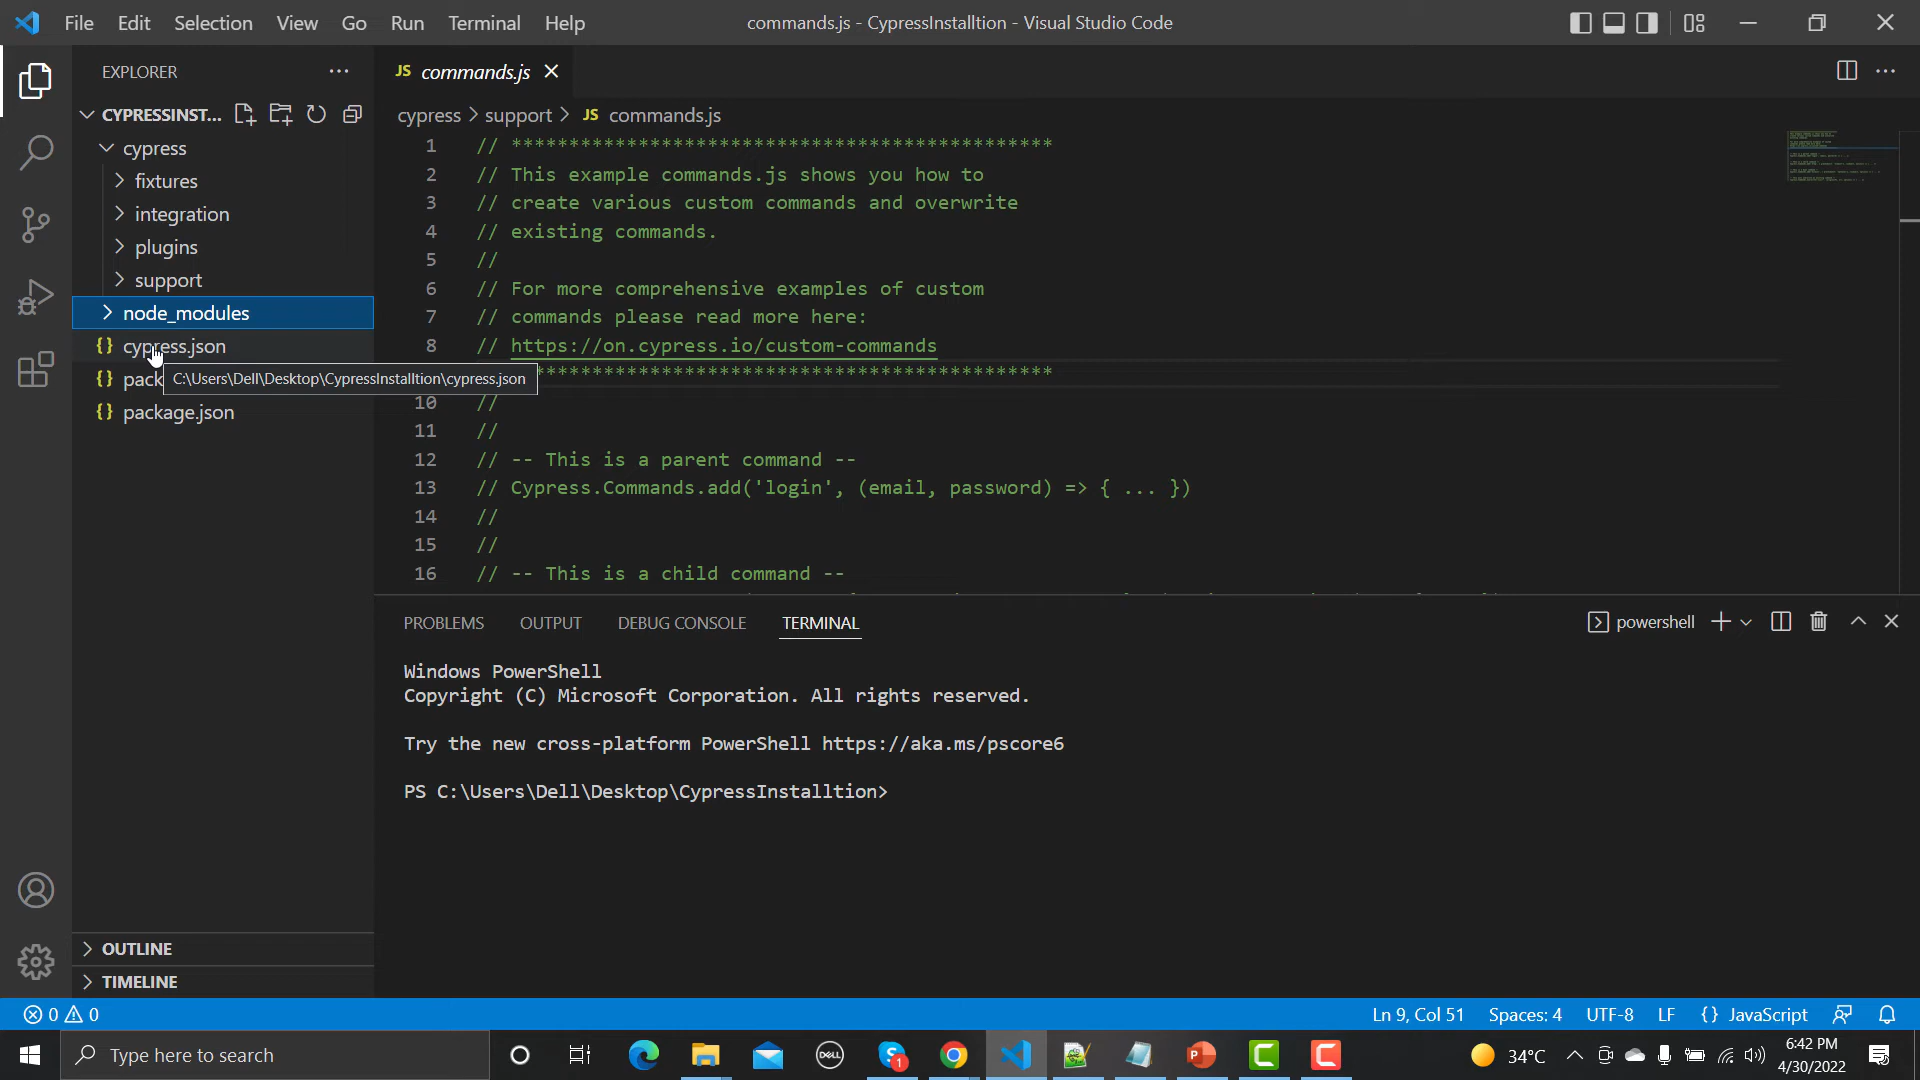 File Edit Selection View Go Run Terminal Help
commands.js - CypressInstalltion - Visual Studio Code
EXPLORER
CYPRESSINST...
cypress
fixtures
integration
plugins
support
node_modules
cypress.json
pack
C:\Users\Dell\Desktop\CypressInstalltion\cypress.json
package.json
OUTLINE
TIMELINE
JS commands.js
cypress > support > JS commands.js
1 // ***********************************************
2 // This example commands.js shows you how to
3 // create various custom commands and overwrite
4 // existing commands.
5 //
6 // For more comprehensive examples of custom
7 // commands please read more here:
8 // https://on.cypress.io/custom-commands
*********************************************
10 //
11 //
12 // -- This is a parent command --
13 // Cypress.Commands.add('login', (email, password) => { ... })
14 //
15 //
16 // -- This is a child command --
PROBLEMS OUTPUT DEBUG CONSOLE TERMINAL
powershell
Windows PowerShell
Copyright (C) Microsoft Corporation. All rights reserved.
Try the new cross-platform PowerShell https://aka.ms/pscore6
PS C:\Users\Dell\Desktop\CypressInstalltion>
0 0
Ln 9, Col 51 Spaces: 4 UTF-8 LF {} JavaScript
Type here to search
DELL
1
34°C
6:42 PM
4/30/2022